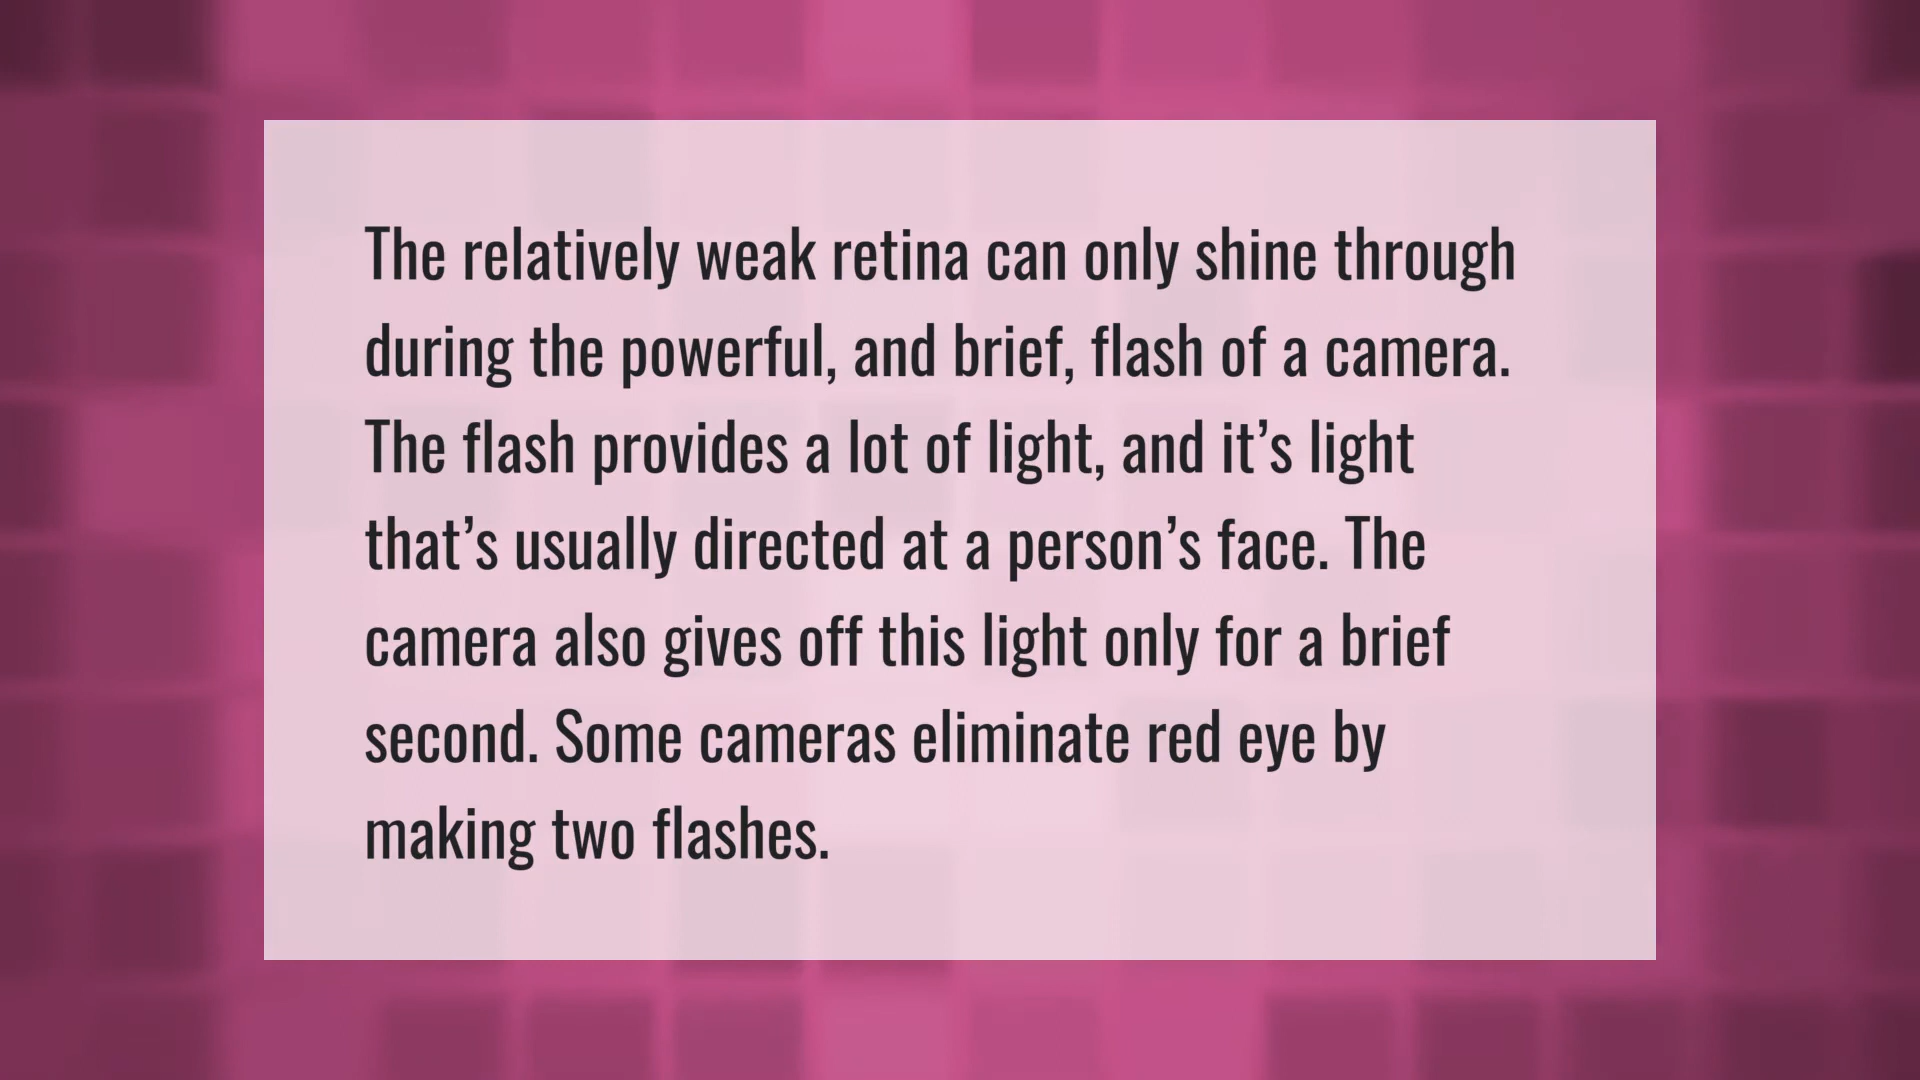 The relatively weak retina can only shine through
during the powerful, and brief, flash of a camera.
The flash provides a lot of light, and it’s light
that’s usually directed at a person’s face. The
camera also gives off this light only for a brief
second. Some cameras eliminate red eye by
making two flashes.